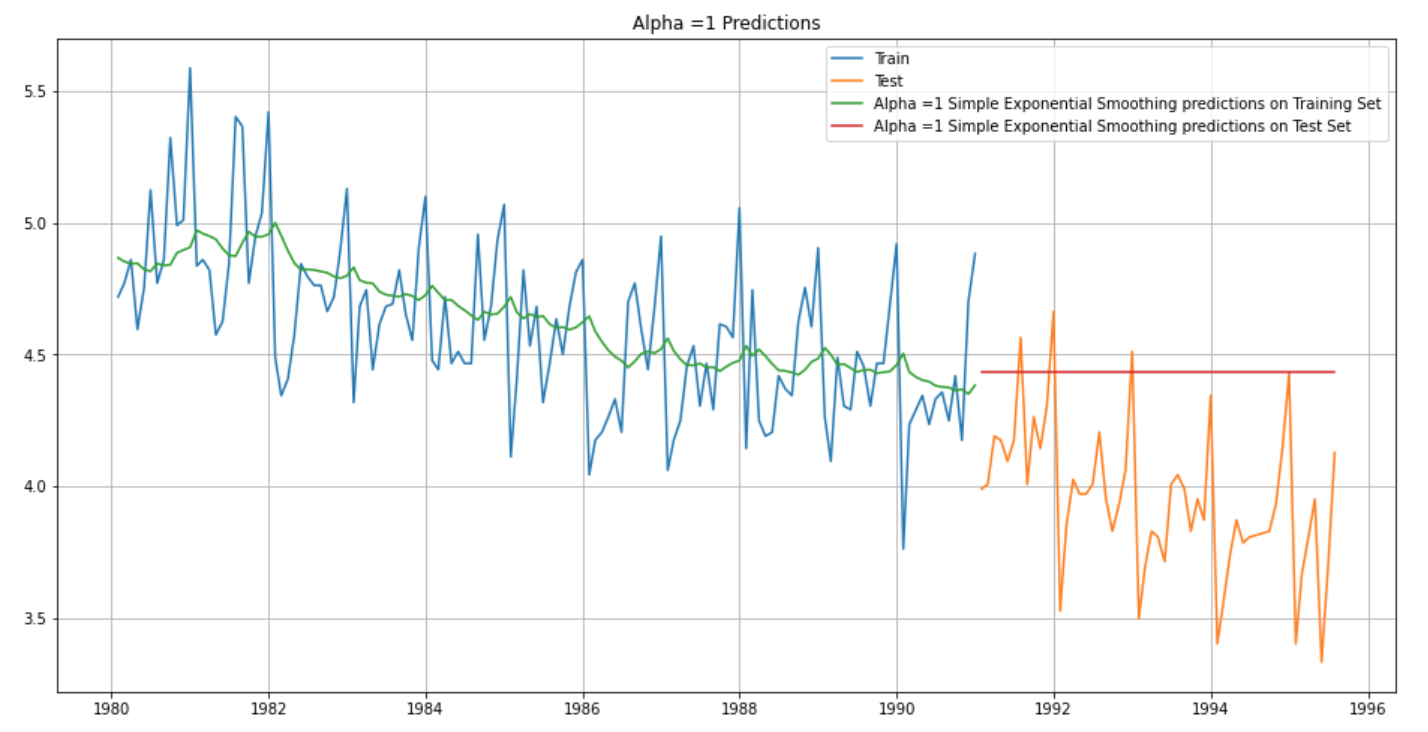 Alpha =1 Predictions
Train
Test
Alpha =1 Simple Exponential Smoothing predictions on Training Set
Alpha =1 Simple Exponential Smoothing predictions on Test Set
5.5
5.0
4.5
4.0
3.5
1980 1982 1984 1986 1988 1990 1992 1994 1996